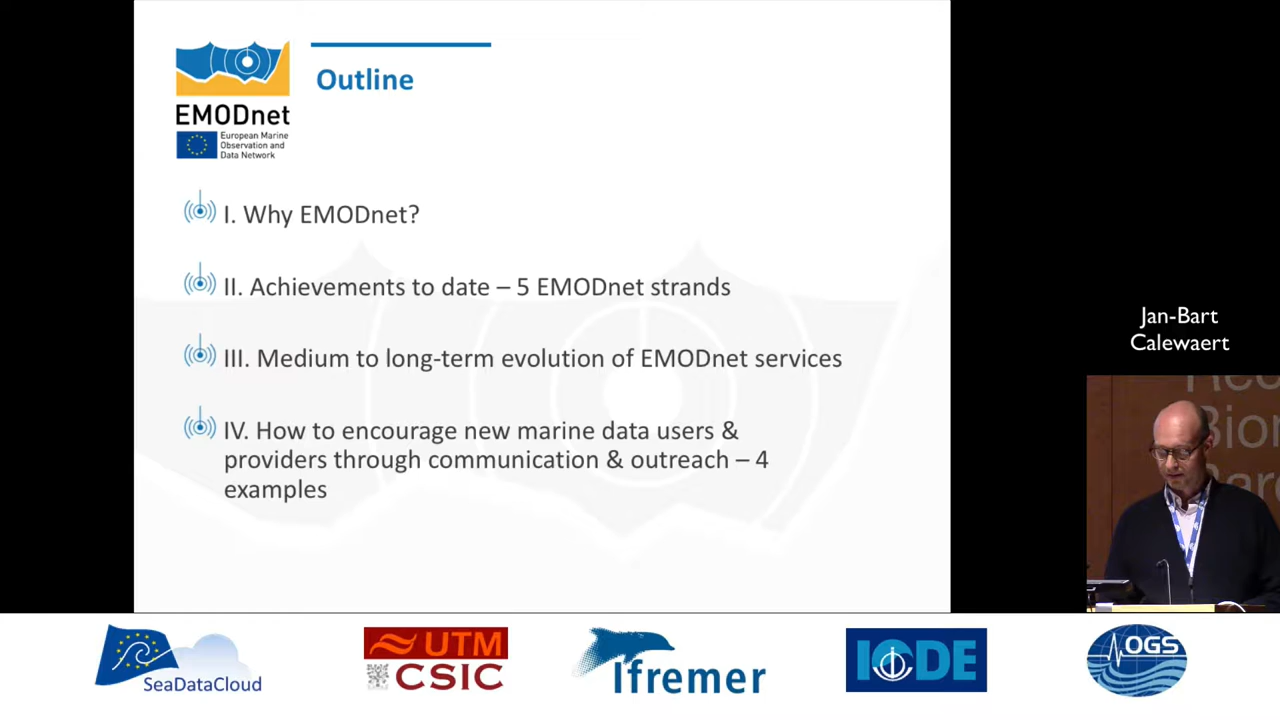 Outline
EMODnet
European Marine
Observation and
Data Network
I. Why EMODnet?
II. Achievements to date – 5 EMODnet strands
III. Medium to long-term evolution of EMODnet services
IV. How to encourage new marine data users &
providers through communication & outreach – 4
examples
Jan-Bart
Calewaert
SeaDataCloud
UTM
CSIC
Ifremer
IODE
OGS